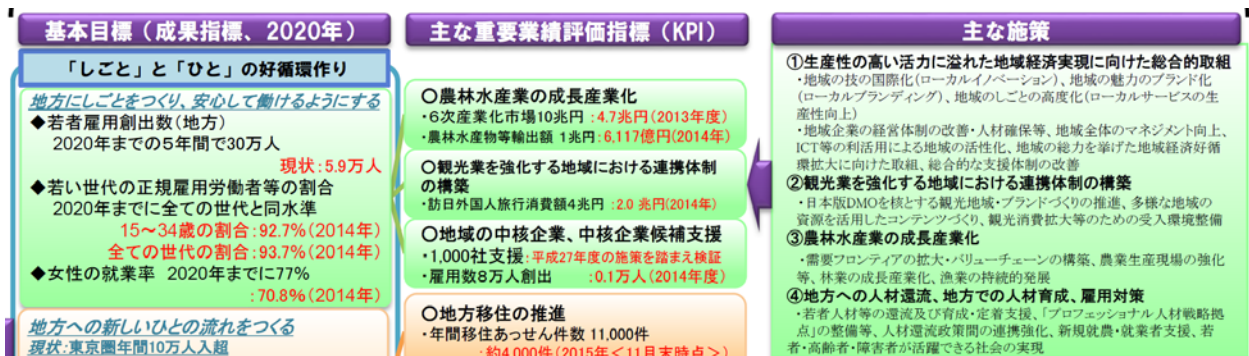 基本目標(成果指標、2020年)
「しごと」と「ひと」の好循環作り
地方にしごとをつくり、安心して働けるようにする
◆若者雇用創出数(地方)
2020年までの5年間で30万人
現状:5.9万人
◆若い世代の正規雇用労働者等の割合
2020年までに全ての世代と同水準
15~34歳の割合:92.7%(2014年)
全ての世代の割合:93.7%(2014年)
◆女性の就業率 2020年までに77%
:70.8%(2014年)
地方への新しいひとの流れをつくる
現状:東京圏年間10万人入超
主な重要業績評価指標(KPI)
○農林水産業の成長産業化
・6次産業化市場10兆円 :4.7兆円(2013年度)
・農林水産物等輸出額 1兆円:6,117億円(2014年)
○観光業を強化する地域における連携体制
の構築
・訪日外国人旅行消費額4兆円 :2.0 兆円(2014年)
○地域の中核企業、中核企業候補支援
・1,000社支援:平成27年度の施策を踏まえ検証
・雇用数8万人創出 :0.1万人(2014年度)
○地方移住の推進
・年間移住あっせん件数 11,000件
:約4,000件(2015年<11月末時点>)
主な施策
①生産性の高い活力に溢れた地域経済実現に向けた総合的取組
・地域の技の国際化(ローカルイノベーション)、地域の魅力のブランド化
(ローカルブランディング)、地域のしごとの高度化(ローカルサービスの生
産性向上)
・地域企業の経営体制の改善・人材確保等、地域全体のマネジメント向上、
ICT等の利活用による地域の活性化、地域の総力を挙げた地域経済好循
環拡大に向けた取組、総合的な支援体制の改善
②観光業を強化する地域における連携体制の構築
・日本版DMOを核とする観光地域・ブランドづくりの推進、多様な地域の
資源を活用したコンテンツづくり、観光消費拡大等のための受入環境整備
③農林水産業の成長産業化
・需要フロンティアの拡大・バリューチェーンの構築、農業生産現場の強化
等、林業の成長産業化、漁業の持続的発展
④地方への人材還流、地方での人材育成、雇用対策
・若者人材等の還流及び育成・定着支援、「プロフェッショナル人材戦略拠
点」の整備等、人材還流政策間の連携強化、新規就農・就業者支援、若
者・高齢者・障害者が活躍できる社会の実現